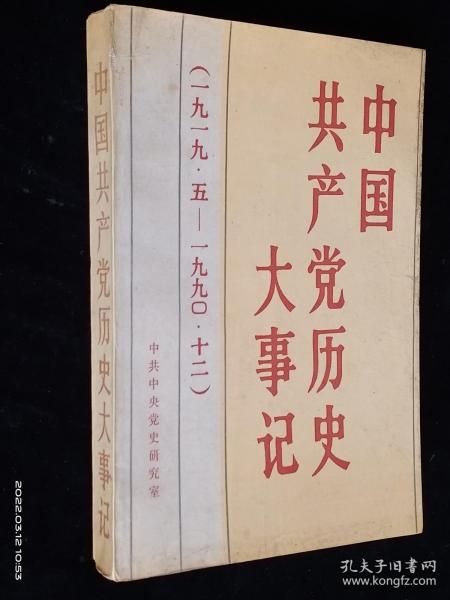 中国
共产党历史
大事记
(一九一九·五—一九九〇·十二)
中共中央党史研究室
中国共产党历史大事记
2022.03.12 10:53
孔夫子旧书网
www.kongfz.com